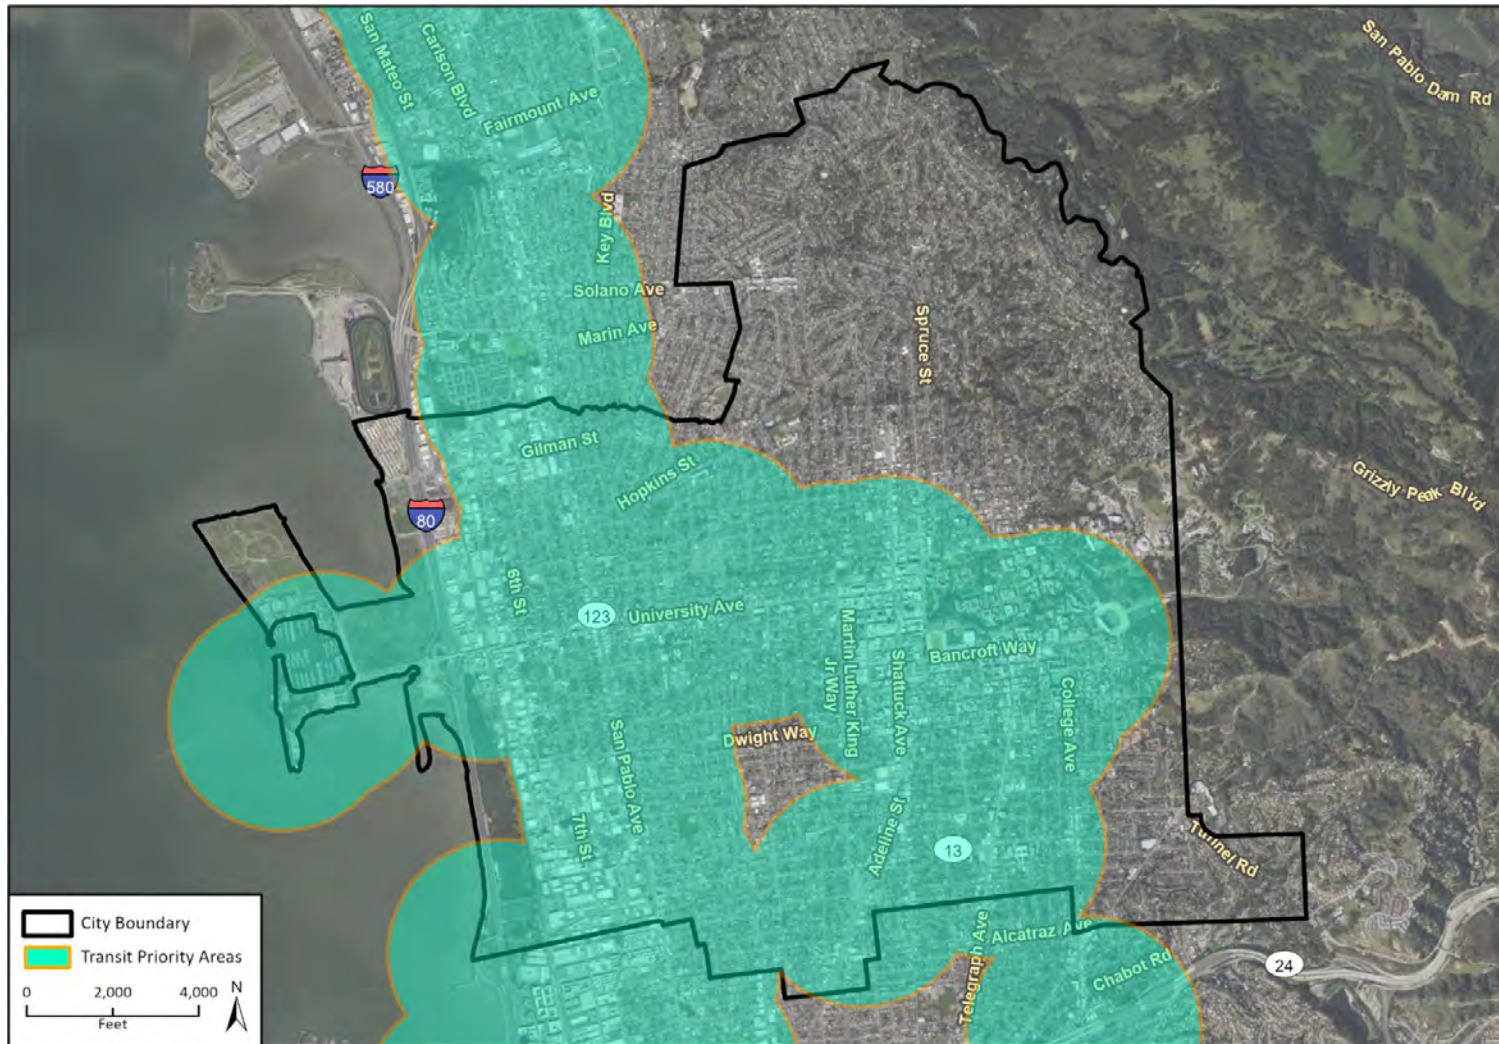 San Mateo St
Carlson Blvd
Fairmount Ave
San Pablo Dam Rd
580
Key Blvd
Solano Ave
Marin Ave
Spruce St
Gilman St
Hopkins St
Grizzly Peak Blvd
80
6th St
123
University Ave
Martin Luther King
Jr Way
Shattuck Ave
Bancroft Way
College Ave
Dwight Way
San Pablo Ave
7th St
Adeline St
13
Tunnel Rd
Telegraph Ave
Alcatraz Ave
Chabot Rd
24
City Boundary
Transit Priority Areas
0 2,000 4,000
Feet
N